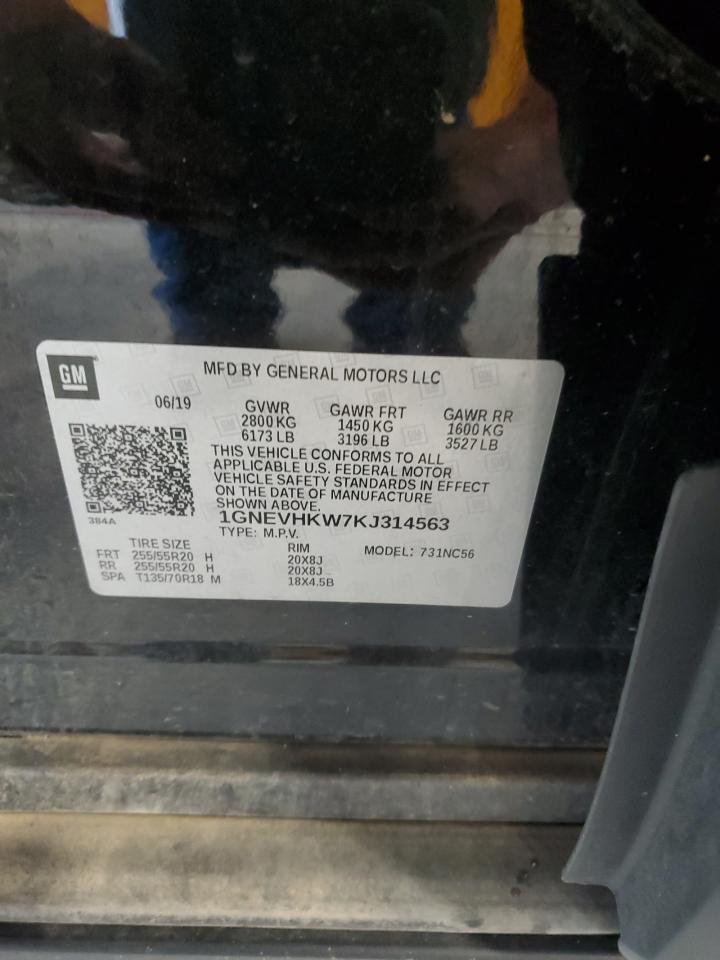 GM
MFD BY GENERAL MOTORS LLC
06/19 GVWR GAWR FRT GAWR RR
2800 KG 1450 KG 1600 KG
6173 LB 3196 LB 3527 LB
THIS VEHICLE CONFORMS TO ALL
APPLICABLE U.S. FEDERAL MOTOR
VEHICLE SAFETY STANDARDS IN EFFECT
ON THE DATE OF MANUFACTURE
SHOWN ABOVE.
384A
1GNEVHKW7KJ314563
TYPE: M.P.V.
TIRE SIZE RIM MODEL: 731NC56
FRT 255/55R20 H 20X8J
RR 255/55R20 H 20X8J
SPA T135/70R18 M 18X4.5B